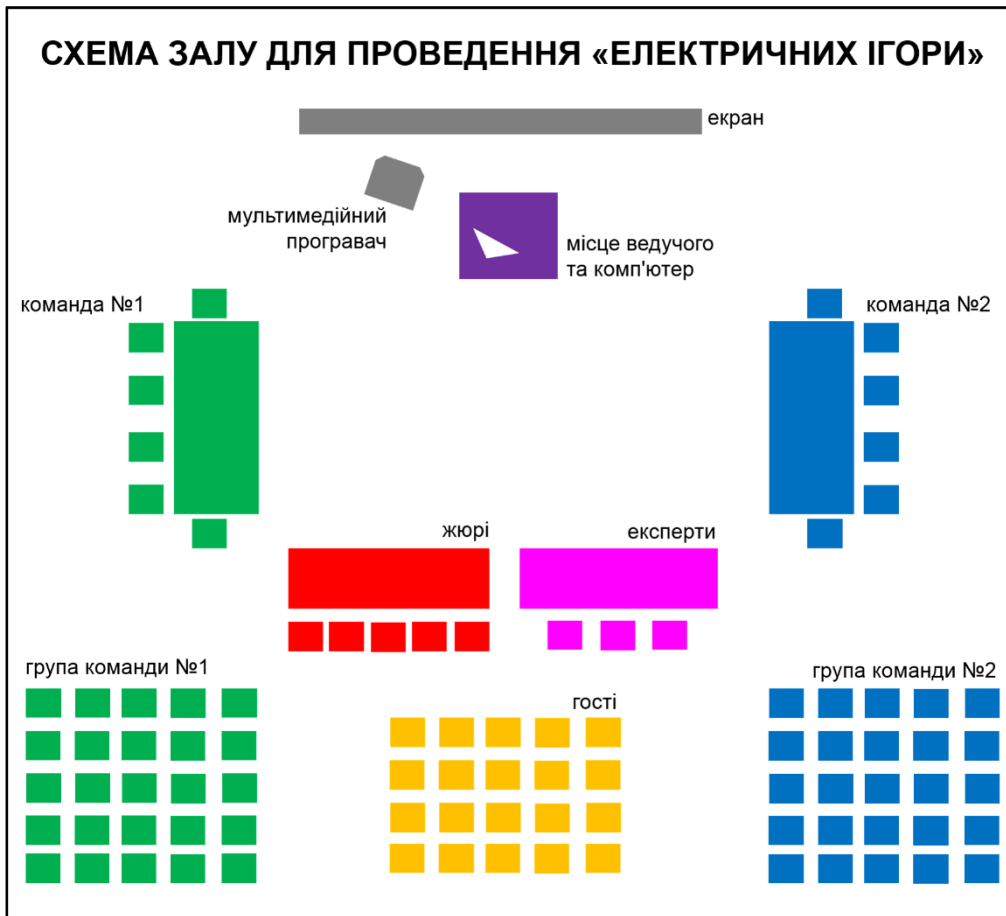 СХЕМА ЗАЛУ ДЛЯ ПРОВЕДЕННЯ «ЕЛЕКТРИЧНИХ ІГОРИ»
екран
мультимедійний
програвач
місце ведучого
та комп'ютер
команда №1
команда №2
жюрі
експерти
група команди №1
група команди №2
гості